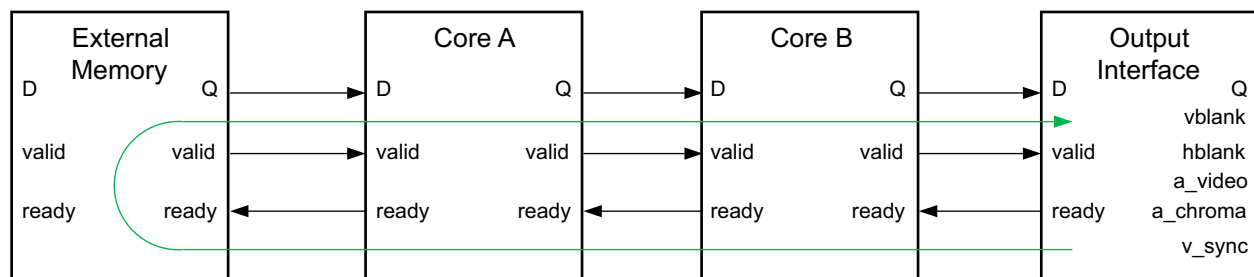 External
Memory
Core A
Core B
Output
Interface
D
Q
D
Q
D
Q
D
Q
vblank
valid
valid
valid
valid
valid
valid
valid
hblank
a_video
ready
ready
ready
ready
ready
ready
ready
a_chroma
v_sync